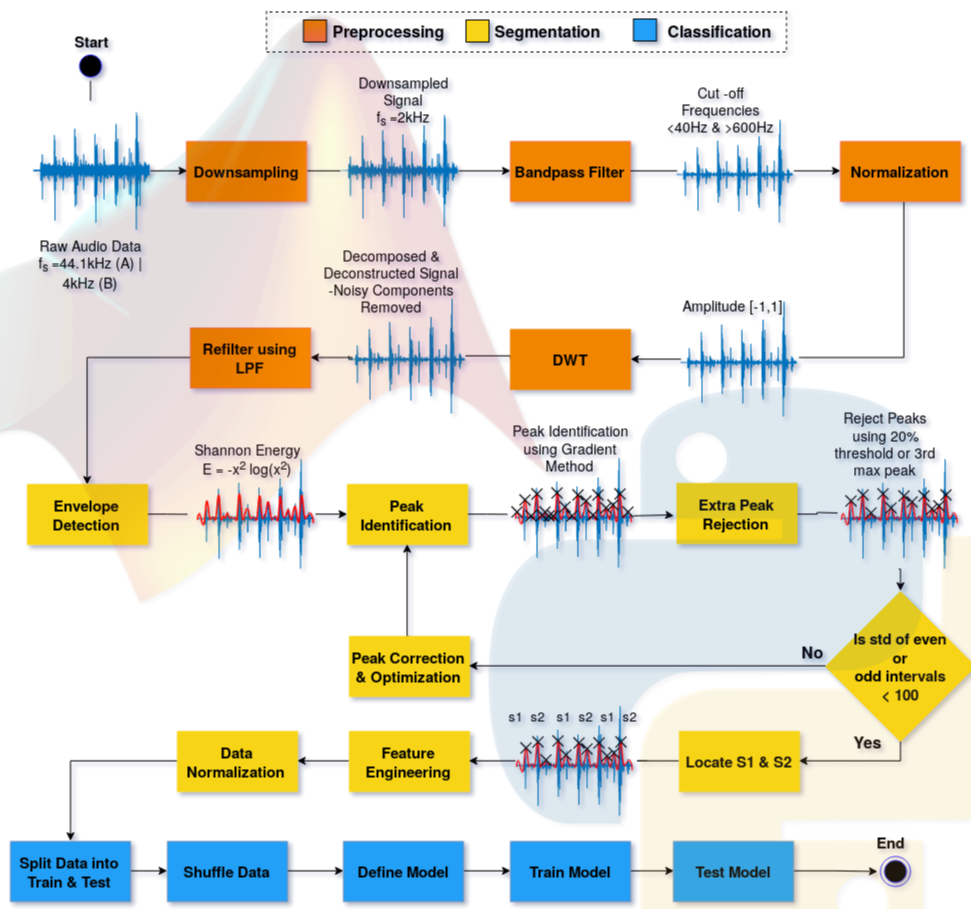 Preprocessing
Segmentation
Classification
Start
Raw Audio Data
fs =44.1kHz (A) |
4kHz (B)
Downsampling
Downsampled
Signal
fs =2kHz
Bandpass Filter
Cut -off
Frequencies
<40Hz & >600Hz
Normalization
Amplitude [-1,1]
DWT
Decomposed &
Deconstructed Signal
-Noisy Components
Removed
Refilter using
LPF
Envelope
Detection
Shannon Energy
E = -x² log(x²)
Peak
Identification
Peak Identification
using Gradient
Method
Extra Peak
Rejection
Reject Peaks
using 20%
threshold or 3rd
max peak
Is std of even
or
odd intervals
< 100
No
Peak Correction
& Optimization
Yes
Locate S1 & S2
s1 s2 s1 s2 s1 s2
Feature
Engineering
Data
Normalization
Split Data into
Train & Test
Shuffle Data
Define Model
Train Model
Test Model
End